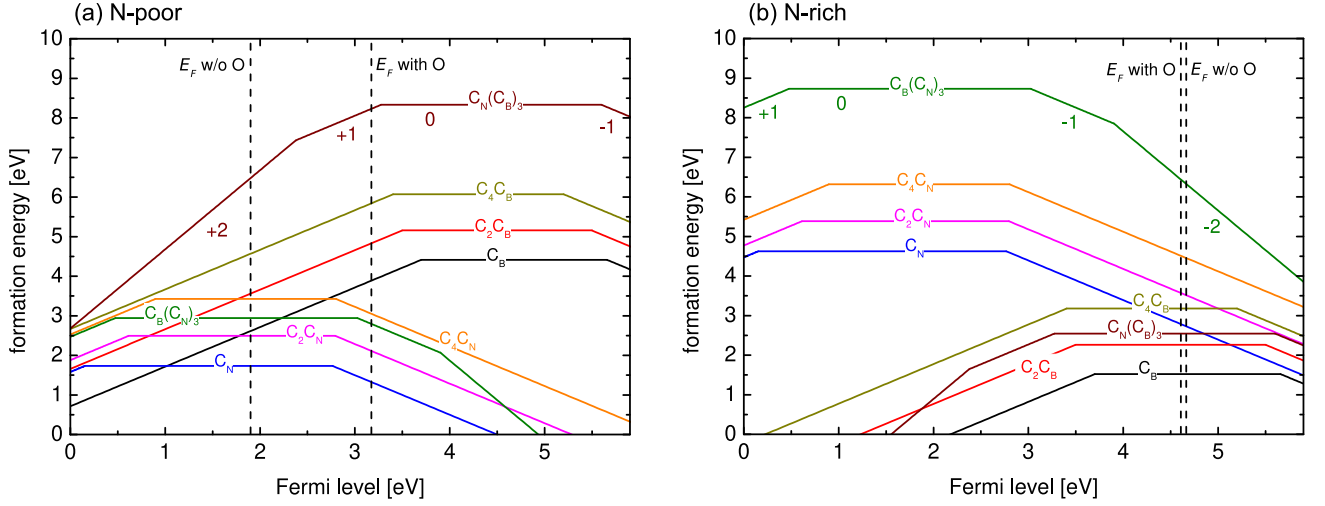 (a) N-poor
10
9
8
7
6
5
4
3
2
1
0
formation energy [eV]
E_F w/o O
E_F with O
C_N(C_B)_3
+1
0
-1
+2
C_4C_B
C_2C_B
C_B
C_B(C_N)_3
C_2C_N
C_4C_N
C_N
0 1 2 3 4 5
Fermi level [eV]
(b) N-rich
10
9
8
7
6
5
4
3
2
1
0
formation energy [eV]
E_F with O
E_F w/o O
C_B(C_N)_3
+1
0
-1
C_4C_N
C_2C_N
C_N
-2
C_4C_B
C_N(C_B)_3
C_2C_B
C_B
0 1 2 3 4 5
Fermi level [eV]